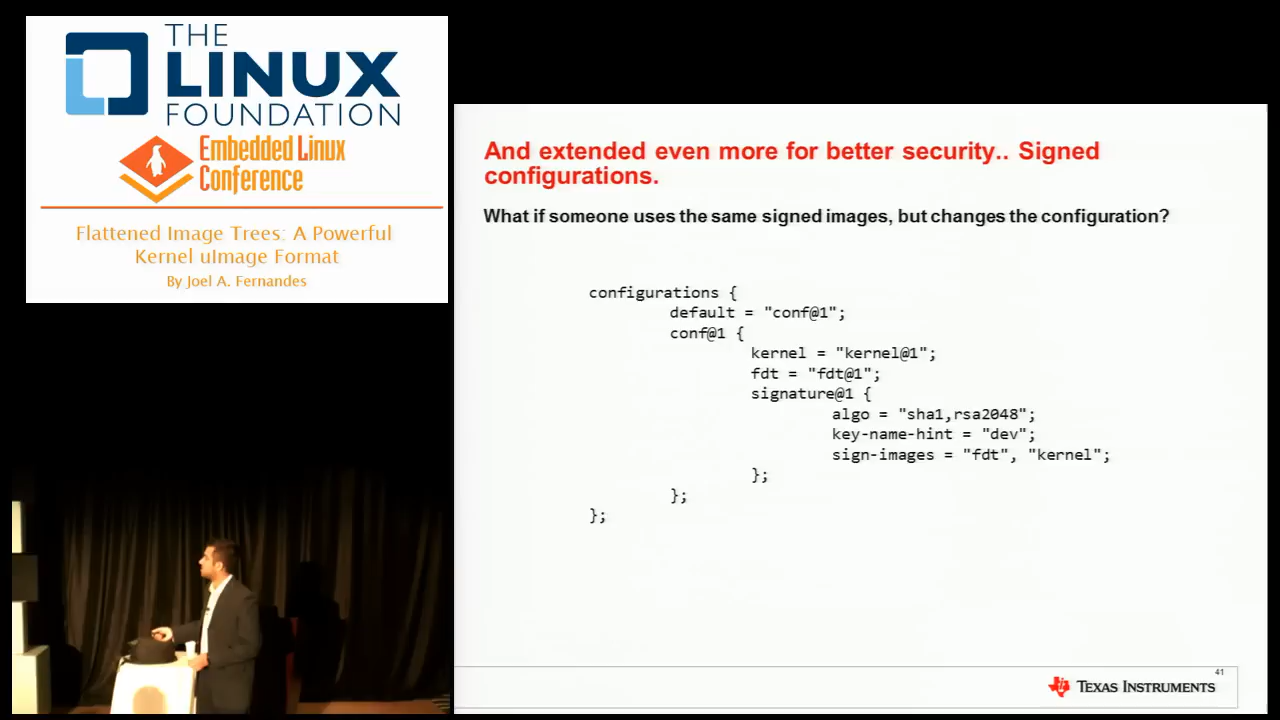 THE
LINUX
FOUNDATION
Embedded Linux
Conference
Flattened Image Trees: A Powerful
Kernel uImage Format
By Joel A. Fernandes
And extended even more for better security.. Signed
configurations.
What if someone uses the same signed images, but changes the configuration?
configurations {
default = "conf@1";
conf@1 {
kernel = "kernel@1";
fdt = "fdt@1";
signature@1 {
algo = "sha1,rsa2048";
key-name-hint = "dev";
sign-images = "fdt", "kernel";
};
};
};
41
TEXAS INSTRUMENTS